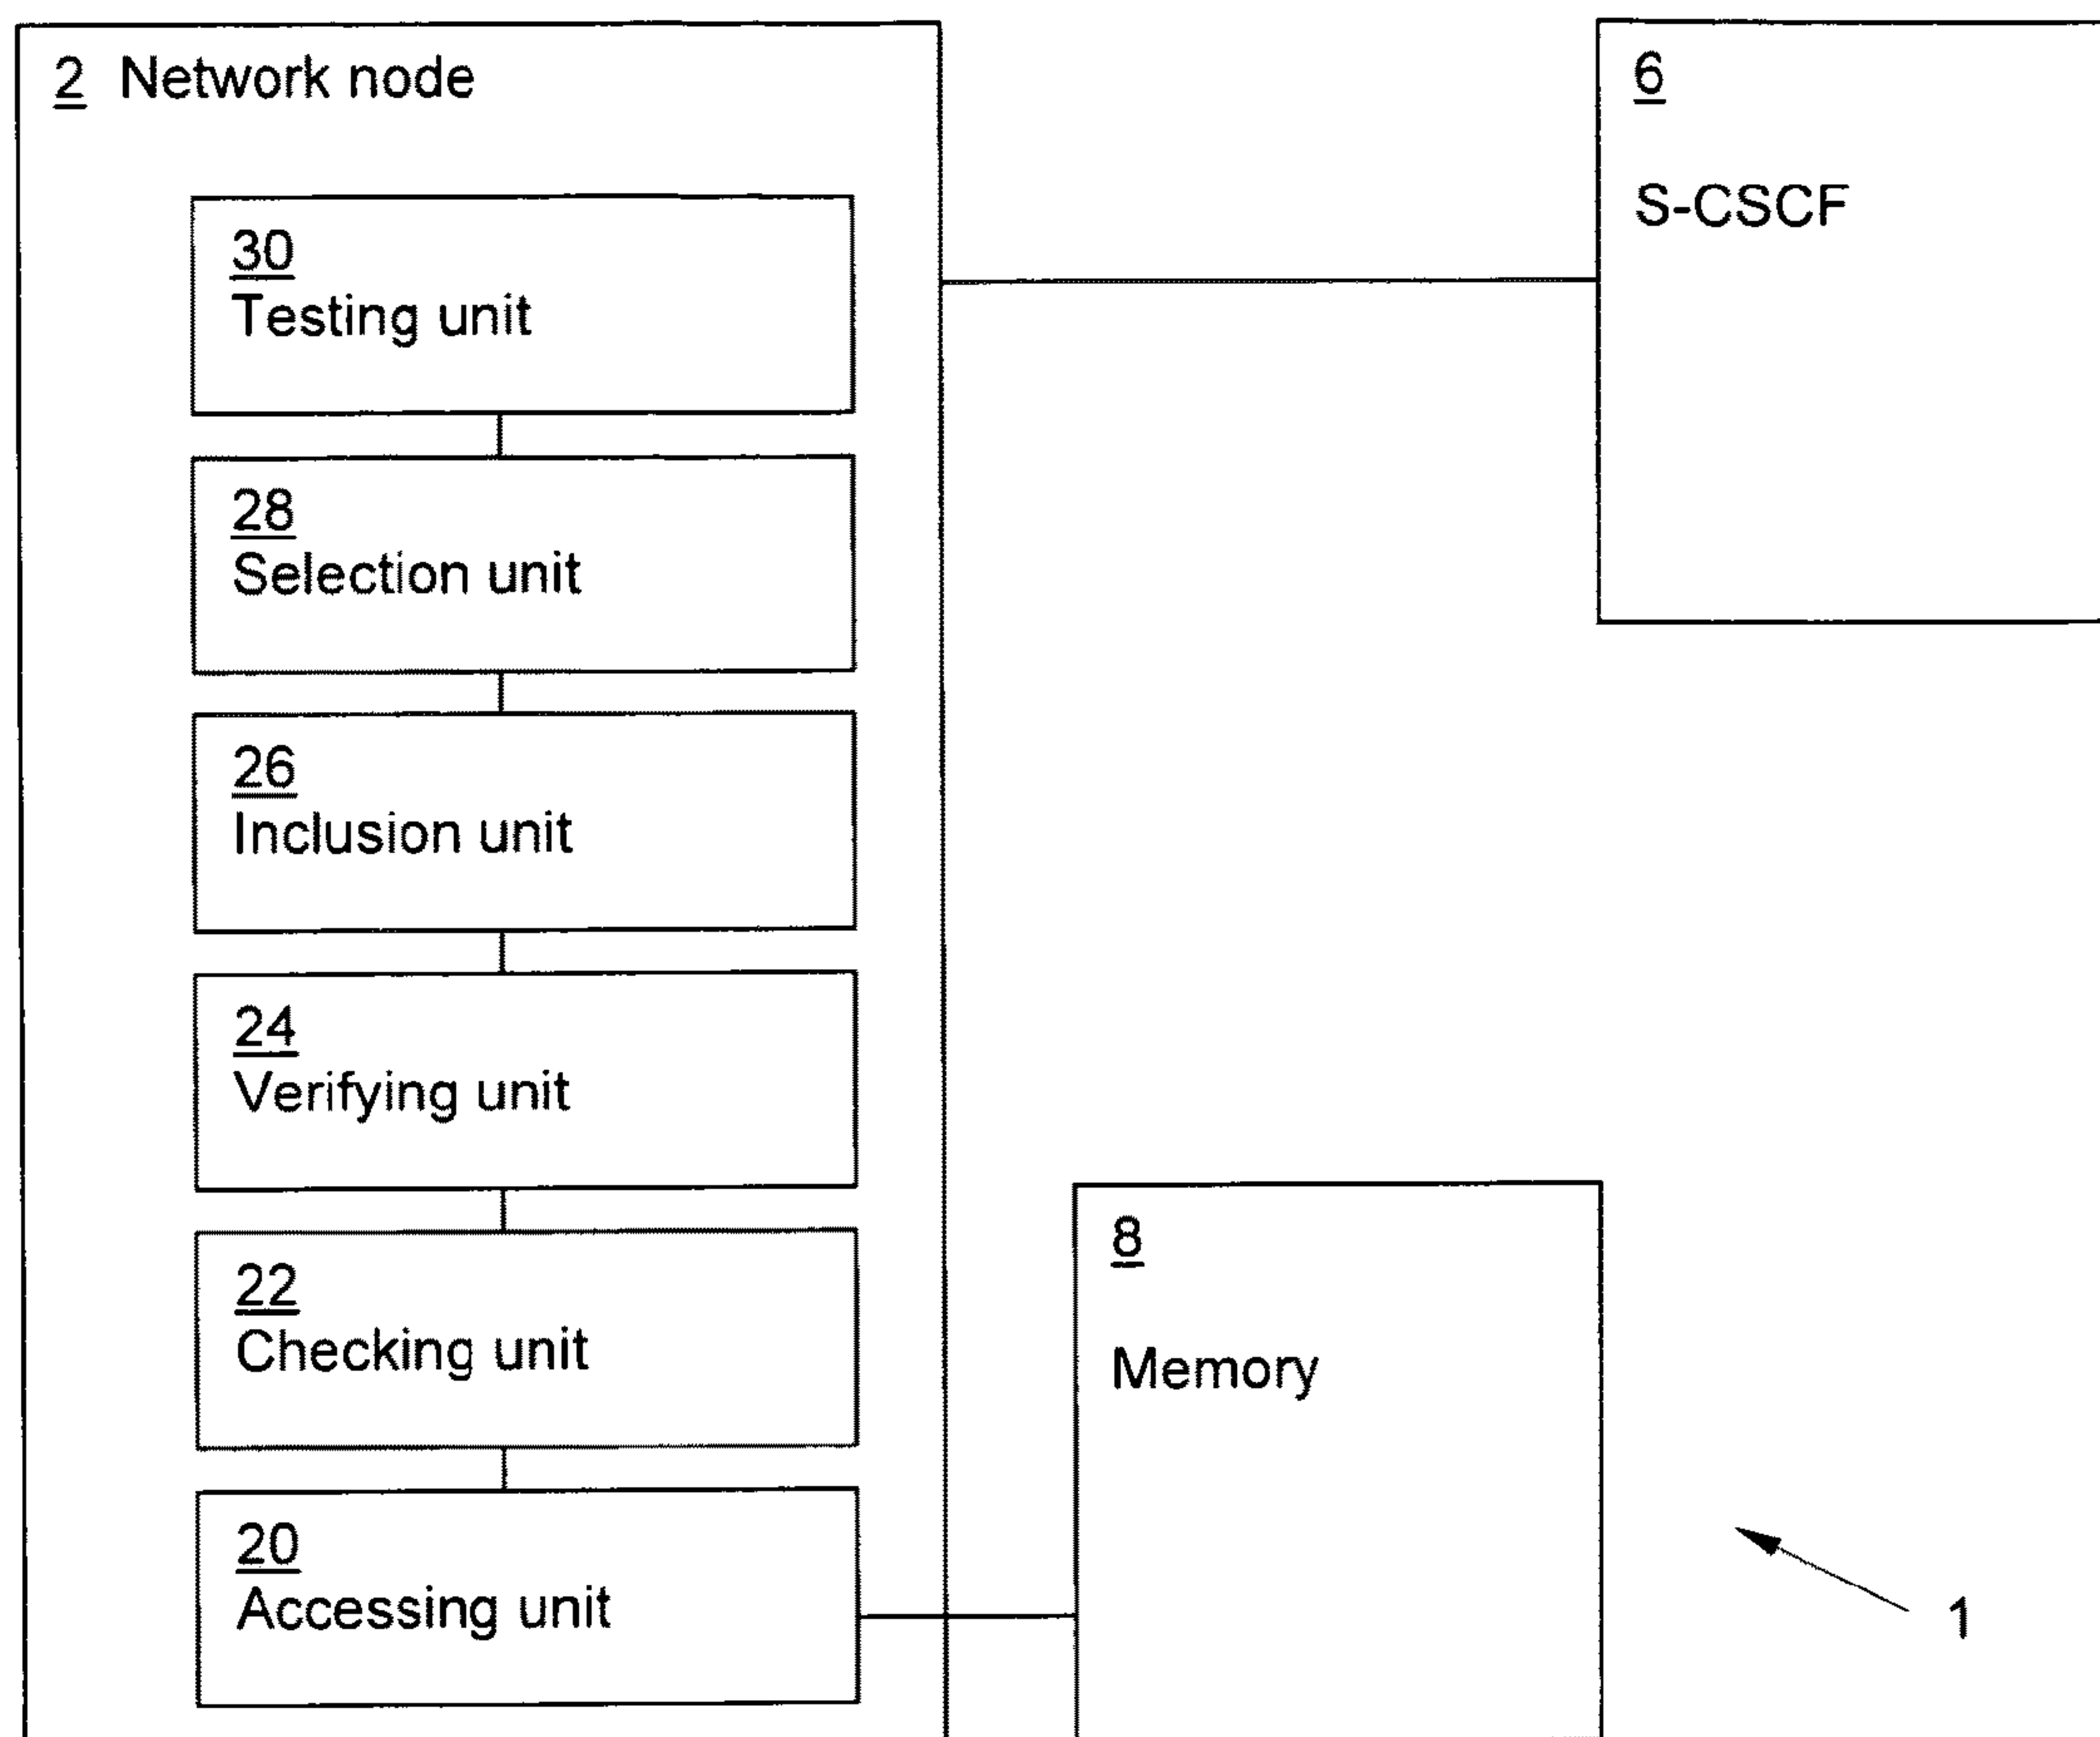 2 Network node
30
Testing unit
28
Selection unit
26
Inclusion unit
24
Verifying unit
22
Checking unit
20
Accessing unit
6
S-CSCF
8
Memory
1